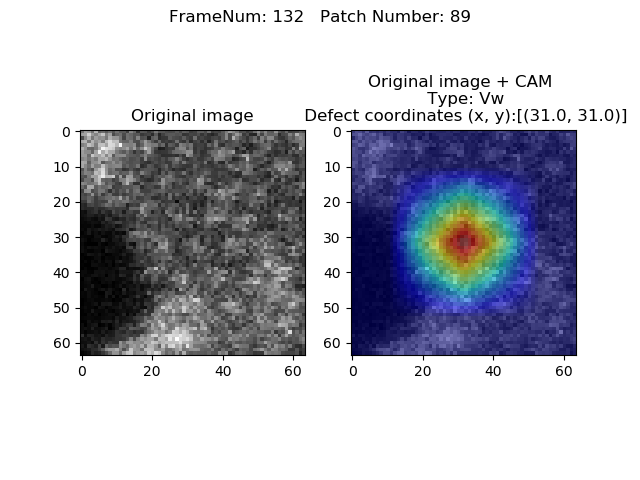 FrameNum: 132   Patch Number: 89
Original image
Original image + CAM
Type: Vw
Defect coordinates (x, y):[(31.0, 31.0)]
0
10
20
30
40
50
60
0 20 40 60
0
10
20
30
40
50
60
0 20 40 60